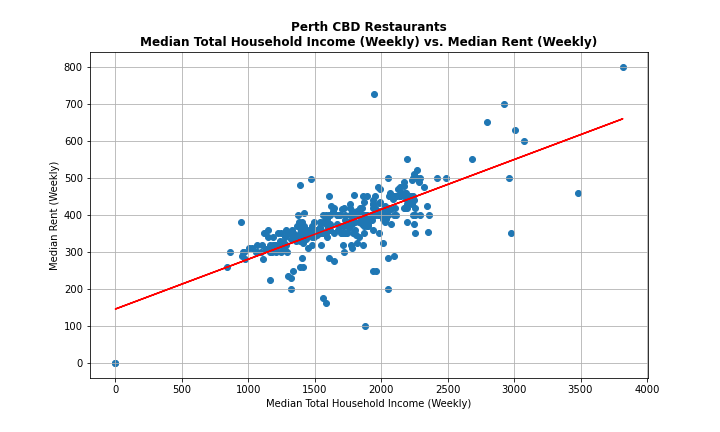 Perth CBD Restaurants
Median Total Household Income (Weekly) vs. Median Rent (Weekly)
800
700
600
500
400
300
200
100
0
Median Rent (Weekly)
0 500 1000 1500 2000 2500 3000 3500 4000
Median Total Household Income (Weekly)